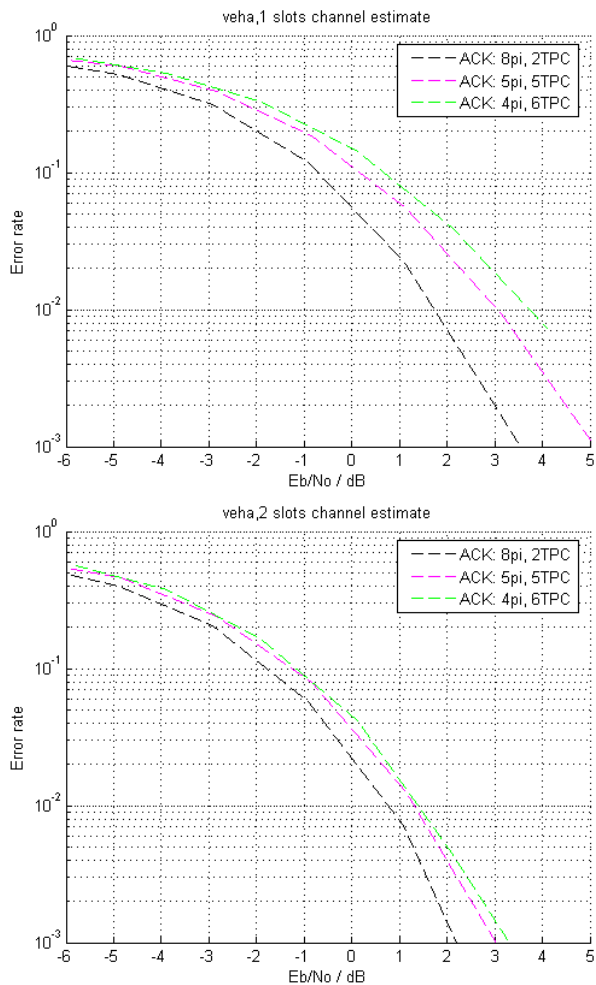 veha,1 slots channel estimate
10^0
10^-1
10^-2
10^-3
Error rate
ACK: 8pi, 2TPC
ACK: 5pi, 5TPC
ACK: 4pi, 6TPC
-6 -5 -4 -3 -2 -1 0 1 2 3 4 5
Eb/No / dB
veha,2 slots channel estimate
10^0
10^-1
10^-2
10^-3
Error rate
ACK: 8pi, 2TPC
ACK: 5pi, 5TPC
ACK: 4pi, 6TPC
-6 -5 -4 -3 -2 -1 0 1 2 3 4 5
Eb/No / dB